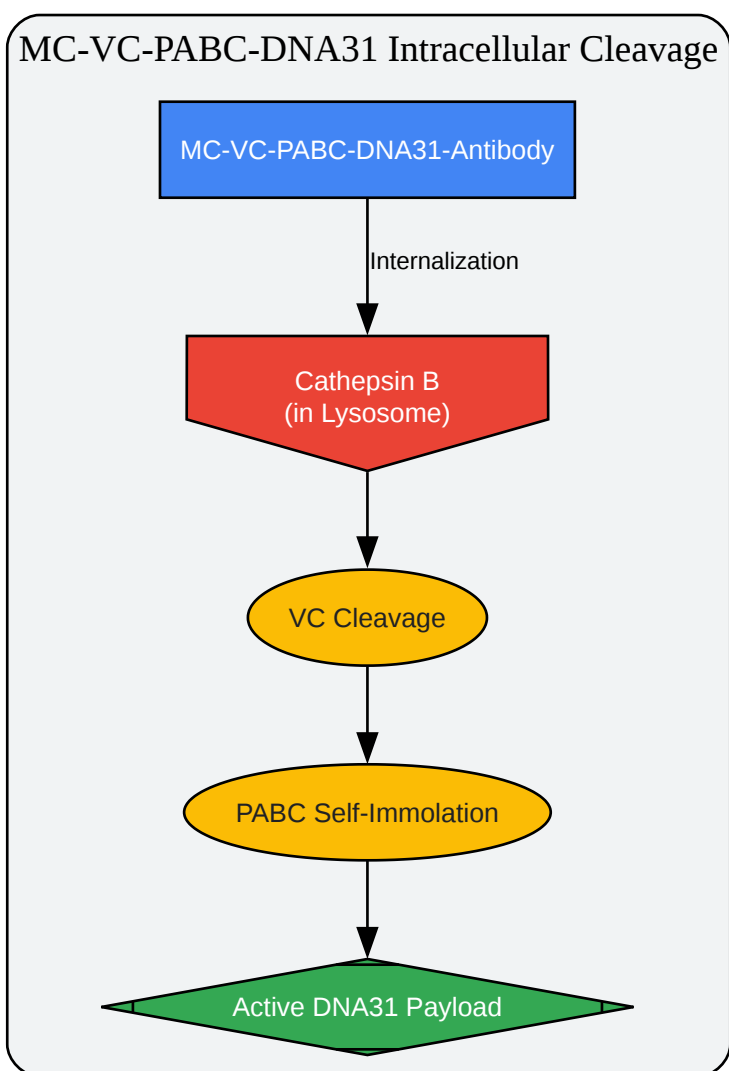 MC-VC-PABC-DNA31 Intracellular Cleavage
MC-VC-PABC-DNA31-Antibody
Internalization
Cathepsin B
(in Lysosome)
VC Cleavage
PABC Self-Immolation
Active DNA31 Payload